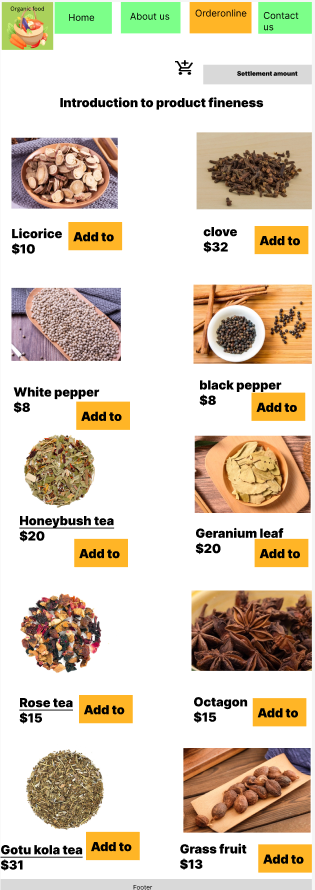 Organic food
Home
About us
Orderonline
Contact
us
Settlement amount
Introduction to product fineness
Licorice
$10
Add to
clove
$32
Add to
White pepper
$8
Add to
black pepper
$8
Add to
Honeybush tea
$20
Add to
Geranium leaf
$20
Add to
Rose tea
$15
Add to
Octagon
$15
Add to
Gotu kola tea
$31
Add to
Grass fruit
$13
Add to
Footer